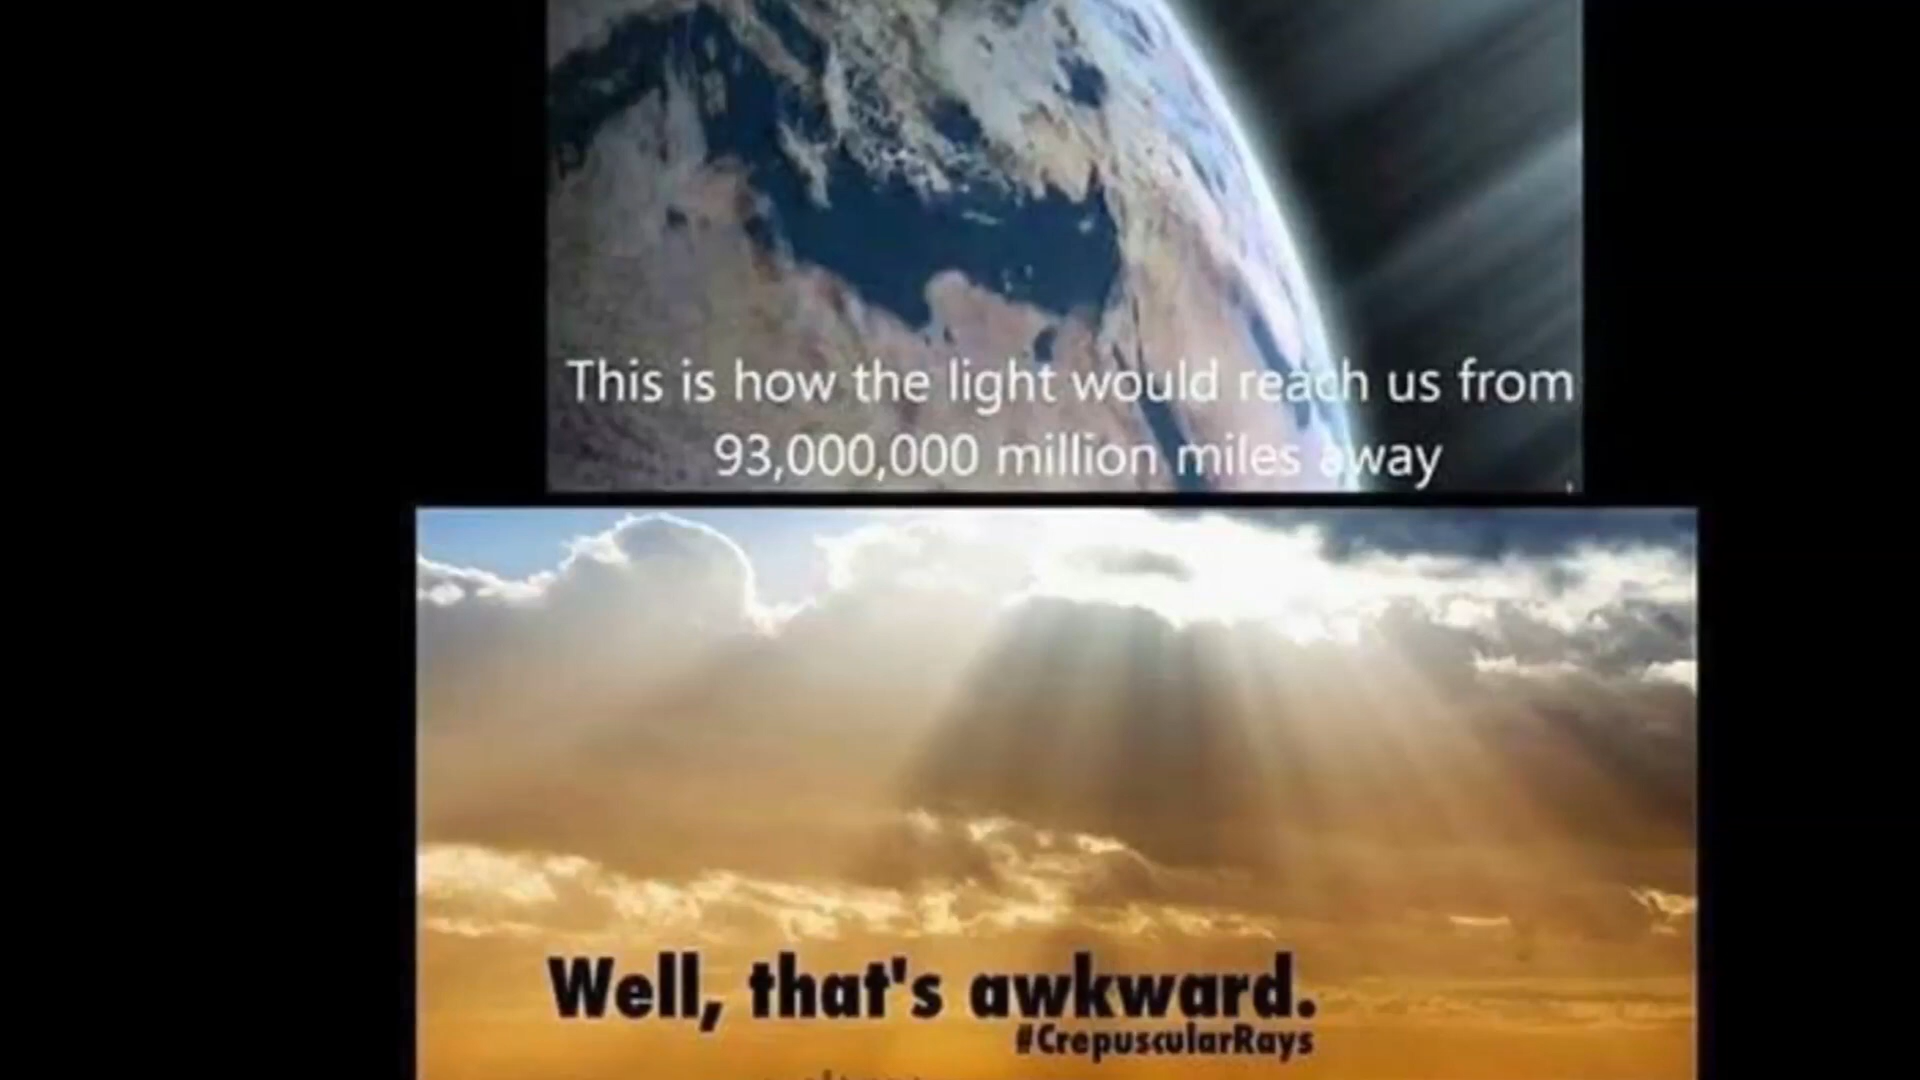 This is how the light would reach us from
93,000,000 million miles away
Well, that's awkward.
#CrepuscularRays